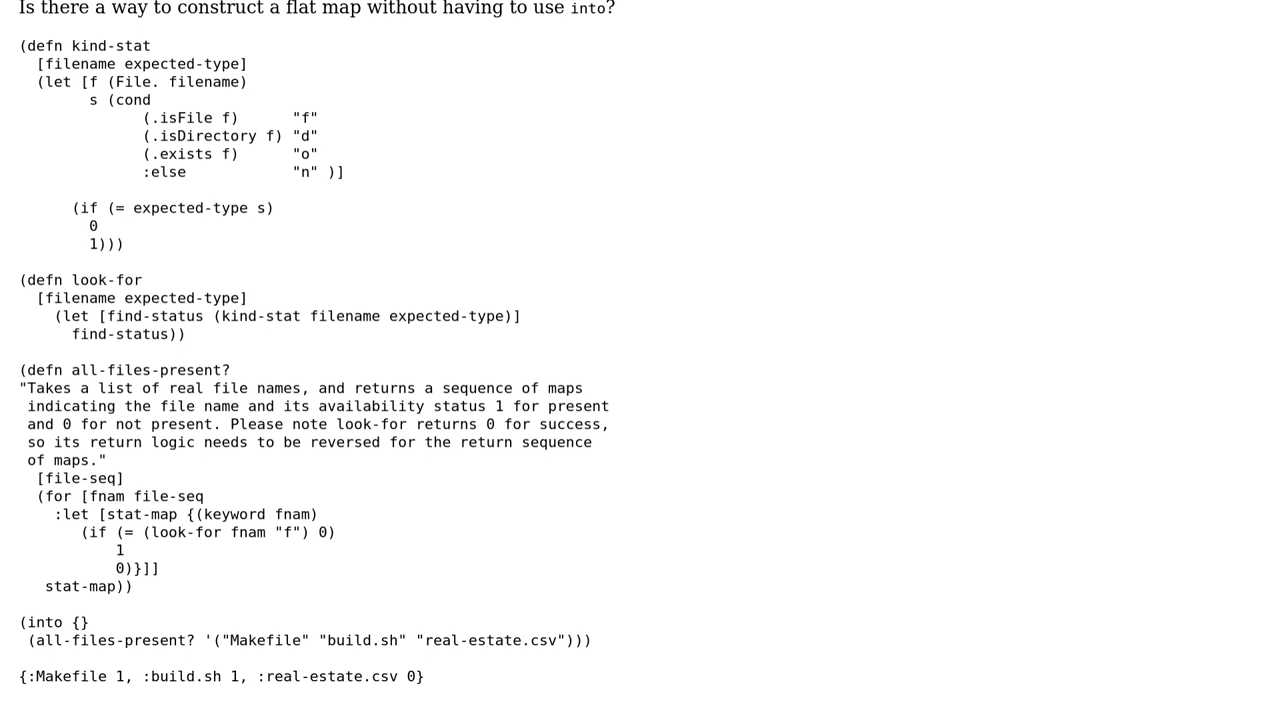 Is there a way to construct a flat map without having to use into?
(defn kind-stat
  [filename expected-type]
  (let [f (File. filename)
        s (cond
              (.isFile f)      "f"
              (.isDirectory f) "d"
              (.exists f)      "o"
              :else            "n" )]
      (if (= expected-type s)
        0
        1)))
(defn look-for
  [filename expected-type]
    (let [find-status (kind-stat filename expected-type)]
      find-status))
(defn all-files-present?
"Takes a list of real file names, and returns a sequence of maps
 indicating the file name and its availability status 1 for present
 and 0 for not present. Please note look-for returns 0 for success,
 so its return logic needs to be reversed for the return sequence
 of maps."
  [file-seq]
  (for [fnam file-seq
    :let [stat-map {(keyword fnam)
       (if (= (look-for fnam "f") 0)
           1
           0)}]]
   stat-map))
(into {}
 (all-files-present? '("Makefile" "build.sh" "real-estate.csv")))
{:Makefile 1, :build.sh 1, :real-estate.csv 0}